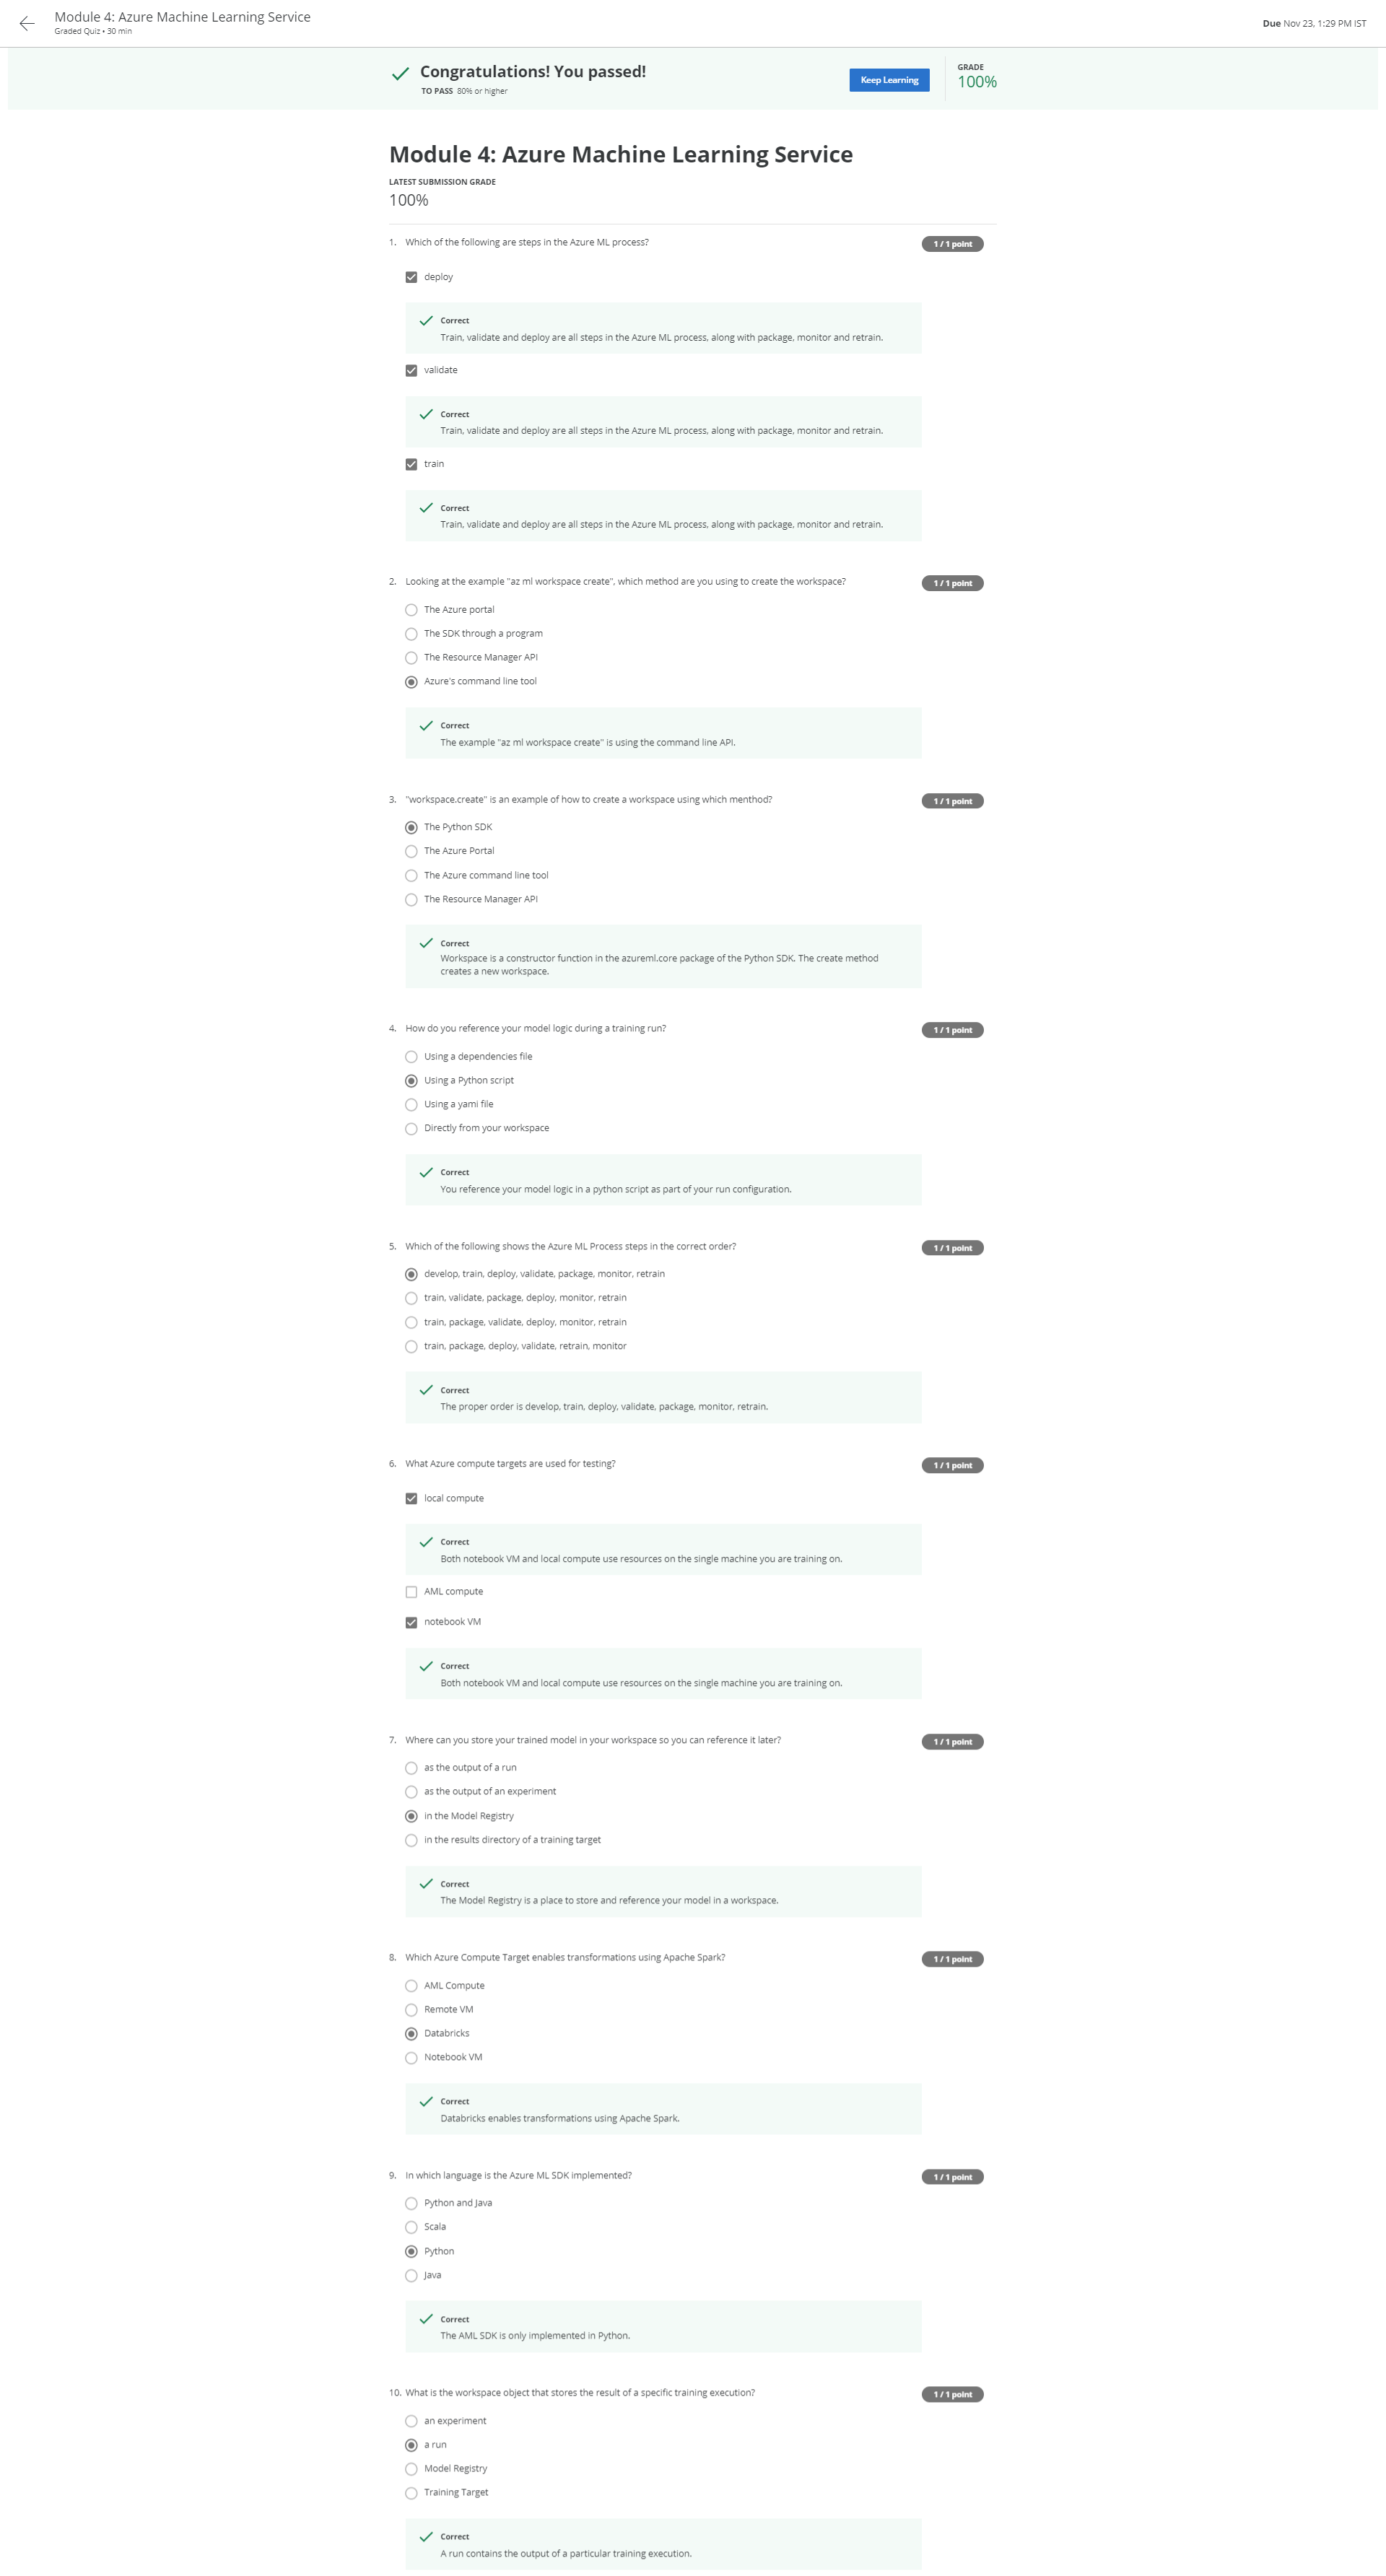 Module 4: Azure Machine Learning Service
Graded Quiz • 30 min
Due Nov 23, 1:29 PM IST
Congratulations! You passed!
TO PASS 80% or higher
Keep Learning
GRADE
100%
Module 4: Azure Machine Learning Service
LATEST SUBMISSION GRADE
100%
1. Which of the following are steps in the Azure ML process?
1 / 1 point
deploy
Correct
Train, validate and deploy are all steps in the Azure ML process, along with package, monitor and retrain.
validate
Correct
Train, validate and deploy are all steps in the Azure ML process, along with package, monitor and retrain.
train
Correct
Train, validate and deploy are all steps in the Azure ML process, along with package, monitor and retrain.
2. Looking at the example "az ml workspace create", which method are you using to create the workspace?
1 / 1 point
The Azure portal
The SDK through a program
The Resource Manager API
Azure's command line tool
Correct
The example "az ml workspace create" is using the command line API.
3. "workspace.create" is an example of how to create a workspace using which menthod?
1 / 1 point
The Python SDK
The Azure Portal
The Azure command line tool
The Resource Manager API
Correct
Workspace is a constructor function in the azureml.core package of the Python SDK. The create method
creates a new workspace.
4. How do you reference your model logic during a training run?
1 / 1 point
Using a dependencies file
Using a Python script
Using a yami file
Directly from your workspace
Correct
You reference your model logic in a python script as part of your run configuration.
5. Which of the following shows the Azure ML Process steps in the correct order?
1 / 1 point
develop, train, deploy, validate, package, monitor, retrain
train, validate, package, deploy, monitor, retrain
train, package, validate, deploy, monitor, retrain
train, package, deploy, validate, retrain, monitor
Correct
The proper order is develop, train, deploy, validate, package, monitor, retrain.
6. What Azure compute targets are used for testing?
1 / 1 point
local compute
Correct
Both notebook VM and local compute use resources on the single machine you are training on.
AML compute
notebook VM
Correct
Both notebook VM and local compute use resources on the single machine you are training on.
7. Where can you store your trained model in your workspace so you can reference it later?
1 / 1 point
as the output of a run
as the output of an experiment
in the Model Registry
in the results directory of a training target
Correct
The Model Registry is a place to store and reference your model in a workspace.
8. Which Azure Compute Target enables transformations using Apache Spark?
1 / 1 point
AML Compute
Remote VM
Databricks
Notebook VM
Correct
Databricks enables transformations using Apache Spark.
9. In which language is the Azure ML SDK implemented?
1 / 1 point
Python and Java
Scala
Python
Java
Correct
The AML SDK is only implemented in Python.
10. What is the workspace object that stores the result of a specific training execution?
1 / 1 point
an experiment
a run
Model Registry
Training Target
Correct
A run contains the output of a particular training execution.